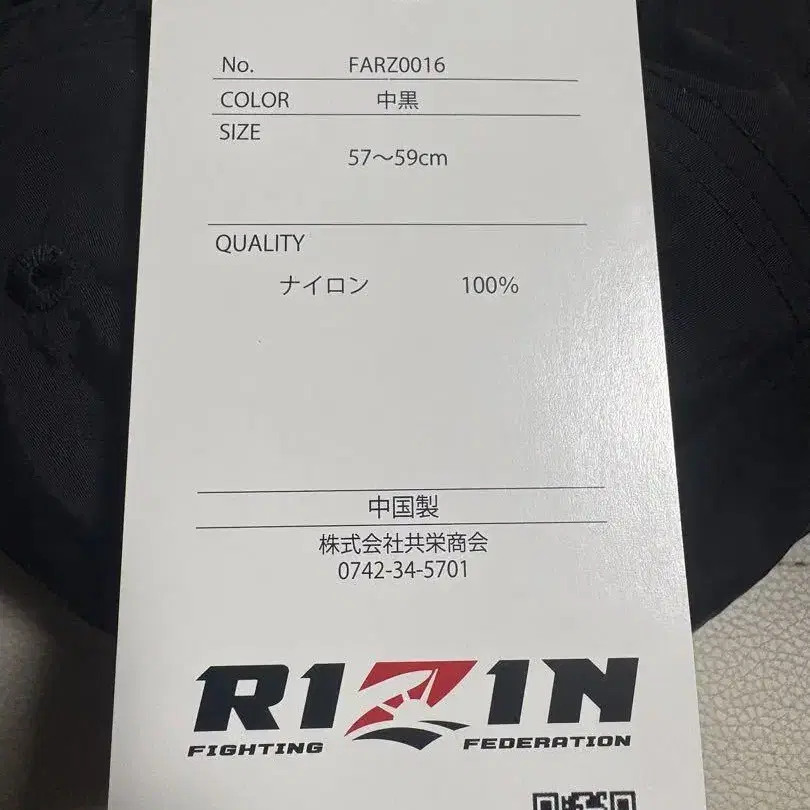 No. FARZ0016
COLOR 中黒
SIZE
57～59cm
QUALITY
ナイロン 100%
中国製
株式会社共栄商会
0742-34-5701
RIZIN
FIGHTING FEDERATION